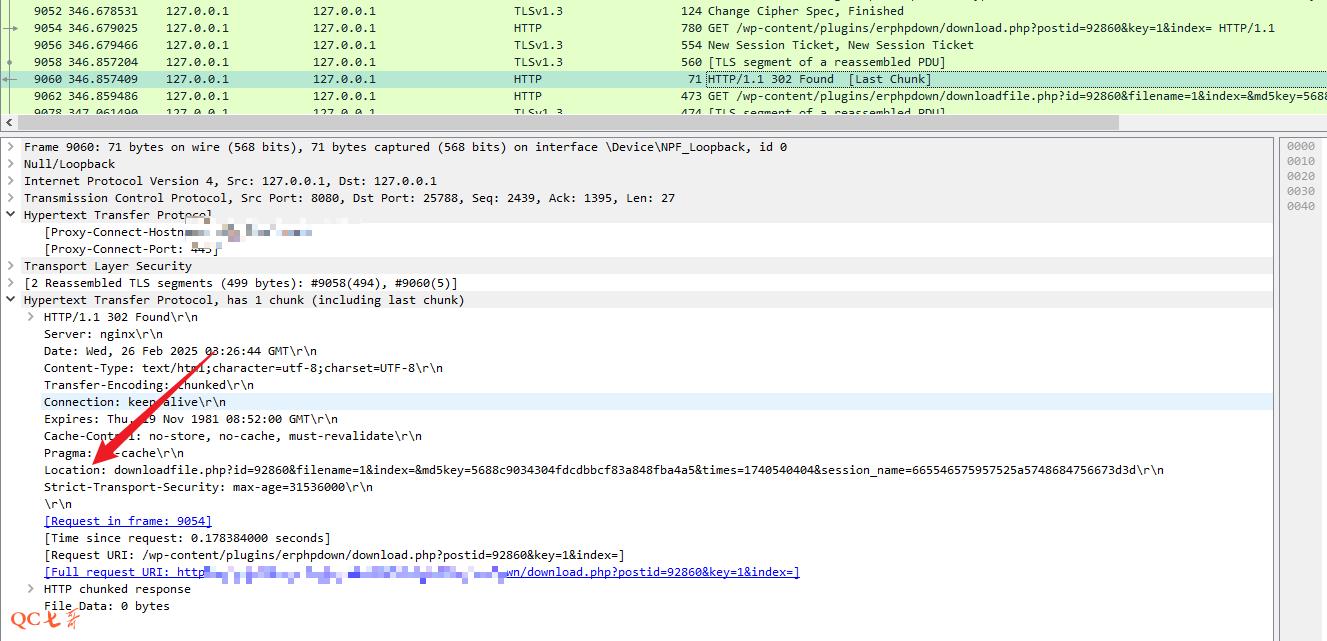 9052 346.678531 127.0.0.1 127.0.0.1 TLSv1.3 124 Change Cipher Spec, Finished
9054 346.679025 127.0.0.1 127.0.0.1 HTTP 780 GET /wp-content/plugins/erphpdown/download.php?postid=92860&key=1&index= HTTP/1.1
9056 346.679466 127.0.0.1 127.0.0.1 TLSv1.3 554 New Session Ticket, New Session Ticket
9058 346.857204 127.0.0.1 127.0.0.1 TLSv1.3 560 [TLS segment of a reassembled PDU]
9060 346.857409 127.0.0.1 127.0.0.1 HTTP 71 HTTP/1.1 302 Found [Last Chunk]
9062 346.859486 127.0.0.1 127.0.0.1 HTTP 473 GET /wp-content/plugins/erphpdown/downloadfile.php?id=92860&filename=1&index=&md5key=5688
9078 347.061490 127.0.0.1 127.0.0.1 TLSv1.3 474 [TLS segment of a reassembled PDU]
Frame 9060: 71 bytes on wire (568 bits), 71 bytes captured (568 bits) on interface \Device\NPF_Loopback, id 0
Null/Loopback
Internet Protocol Version 4, Src: 127.0.0.1, Dst: 127.0.0.1
Transmission Control Protocol, Src Port: 8080, Dst Port: 25788, Seq: 2439, Ack: 1395, Len: 27
Hypertext Transfer Protocol
[Proxy-Connect-Hostn
[Proxy-Connect-Port: 443]
Transport Layer Security
[2 Reassembled TLS segments (499 bytes): #9058(494), #9060(5)]
Hypertext Transfer Protocol, has 1 chunk (including last chunk)
HTTP/1.1 302 Found\r\n
Server: nginx\r\n
Date: Wed, 26 Feb 2025 03:26:44 GMT\r\n
Content-Type: text/html;character=utf-8;charset=UTF-8\r\n
Transfer-Encoding: chunked\r\n
Connection: keep-alive\r\n
Expires: Thu, 19 Nov 1981 08:52:00 GMT\r\n
Cache-Control: no-store, no-cache, must-revalidate\r\n
Pragma: no-cache\r\n
Location: downloadfile.php?id=92860&filename=1&index=&md5key=5688c9034304fdcdbbcf83a848fba4a5&times=1740540404&session_name=665546575957525a5748684756673d3d\r\n
Strict-Transport-Security: max-age=31536000\r\n
\r\n
[Request in frame: 9054]
[Time since request: 0.178384000 seconds]
[Request URI: /wp-content/plugins/erphpdown/download.php?postid=92860&key=1&index=]
[Full request URI: http wn/download.php?postid=92860&key=1&index=]
HTTP chunked response
File Data: 0 bytes
QC七哥
0000
0010
0020
0030
0040